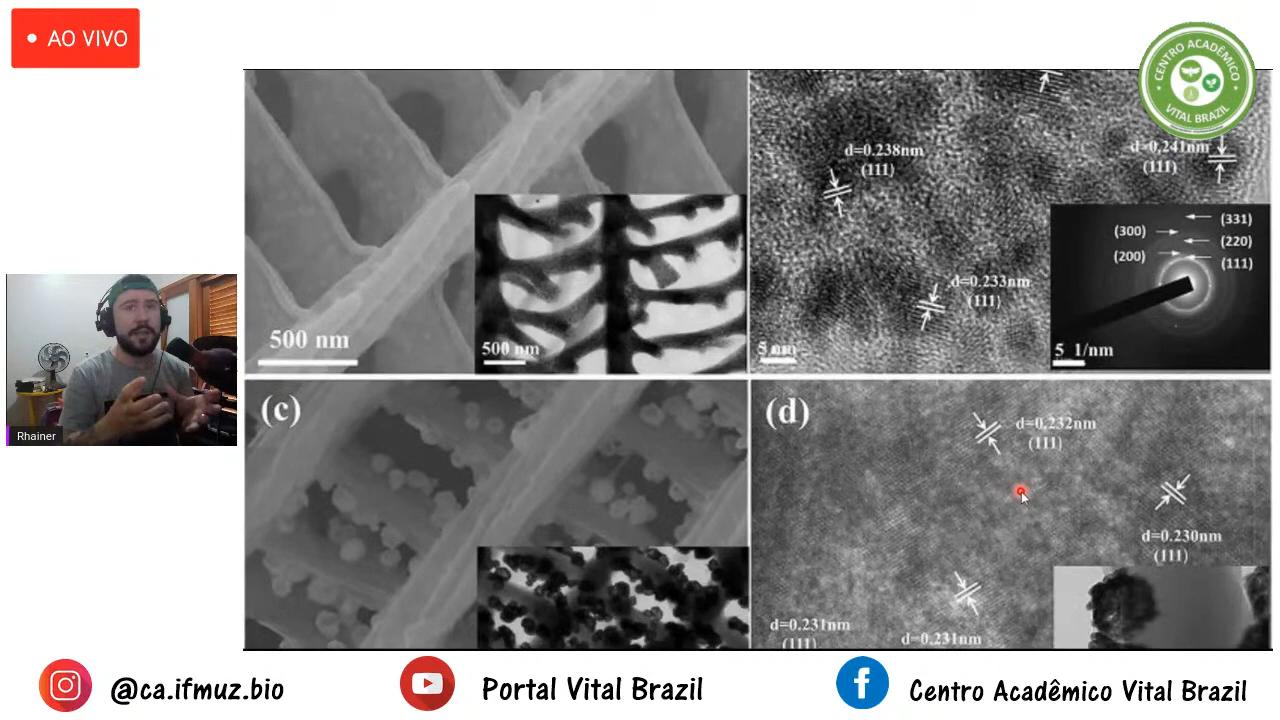 • AO VIVO
CENTRO ACADÊMICO
VITAL BRAZIL
d=0.238nm
(111)
d=0.241nm
(111)
(331)
(300)
(220)
(200)
(111)
d=0.233nm
(111)
500 nm
500 nm
5 nm
5 1/nm
Rhainer
(c)
(d)
d=0.232nm
(111)
d=0.230nm
(111)
d=0.231nm
(111)
d=0.231nm
@ca.ifmuz.bio
Portal Vital Brazil
Centro Acadêmico Vital Brazil